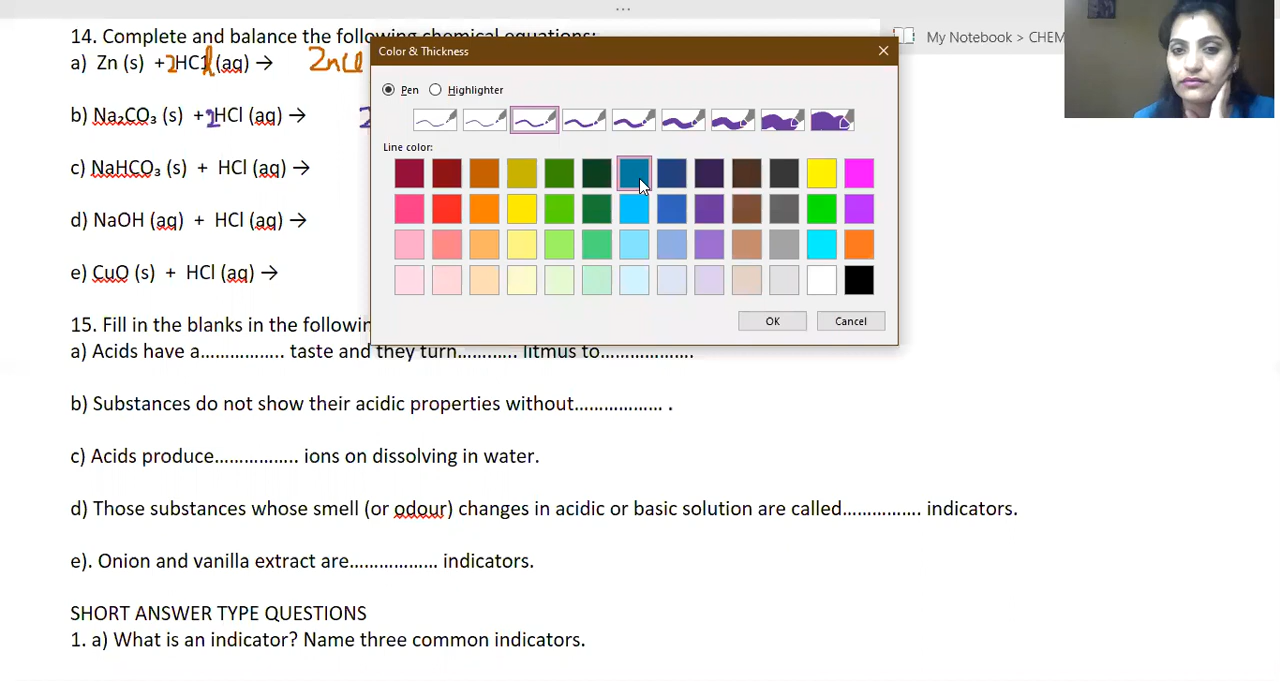 14. Complete and balance the following chemical equations:
My Notebook > CHEM
Color & Thickness
a) Zn (s) +2HCl (aq) → ZnCl
Pen Highlighter
b) Na₂CO₃ (s) +2HCl (aq) → 2
Line color:
c) NaHCO₃ (s) + HCl (aq) →
d) NaOH (aq) + HCl (aq) →
e) CuO (s) + HCl (aq) →
OK Cancel
15. Fill in the blanks in the followin
a) Acids have a…………….. taste and they turn……….. litmus to……………….
b) Substances do not show their acidic properties without……………… .
c) Acids produce…………….. ions on dissolving in water.
d) Those substances whose smell (or odour) changes in acidic or basic solution are called……………. indicators.
e). Onion and vanilla extract are……………… indicators.
SHORT ANSWER TYPE QUESTIONS
1. a) What is an indicator? Name three common indicators.